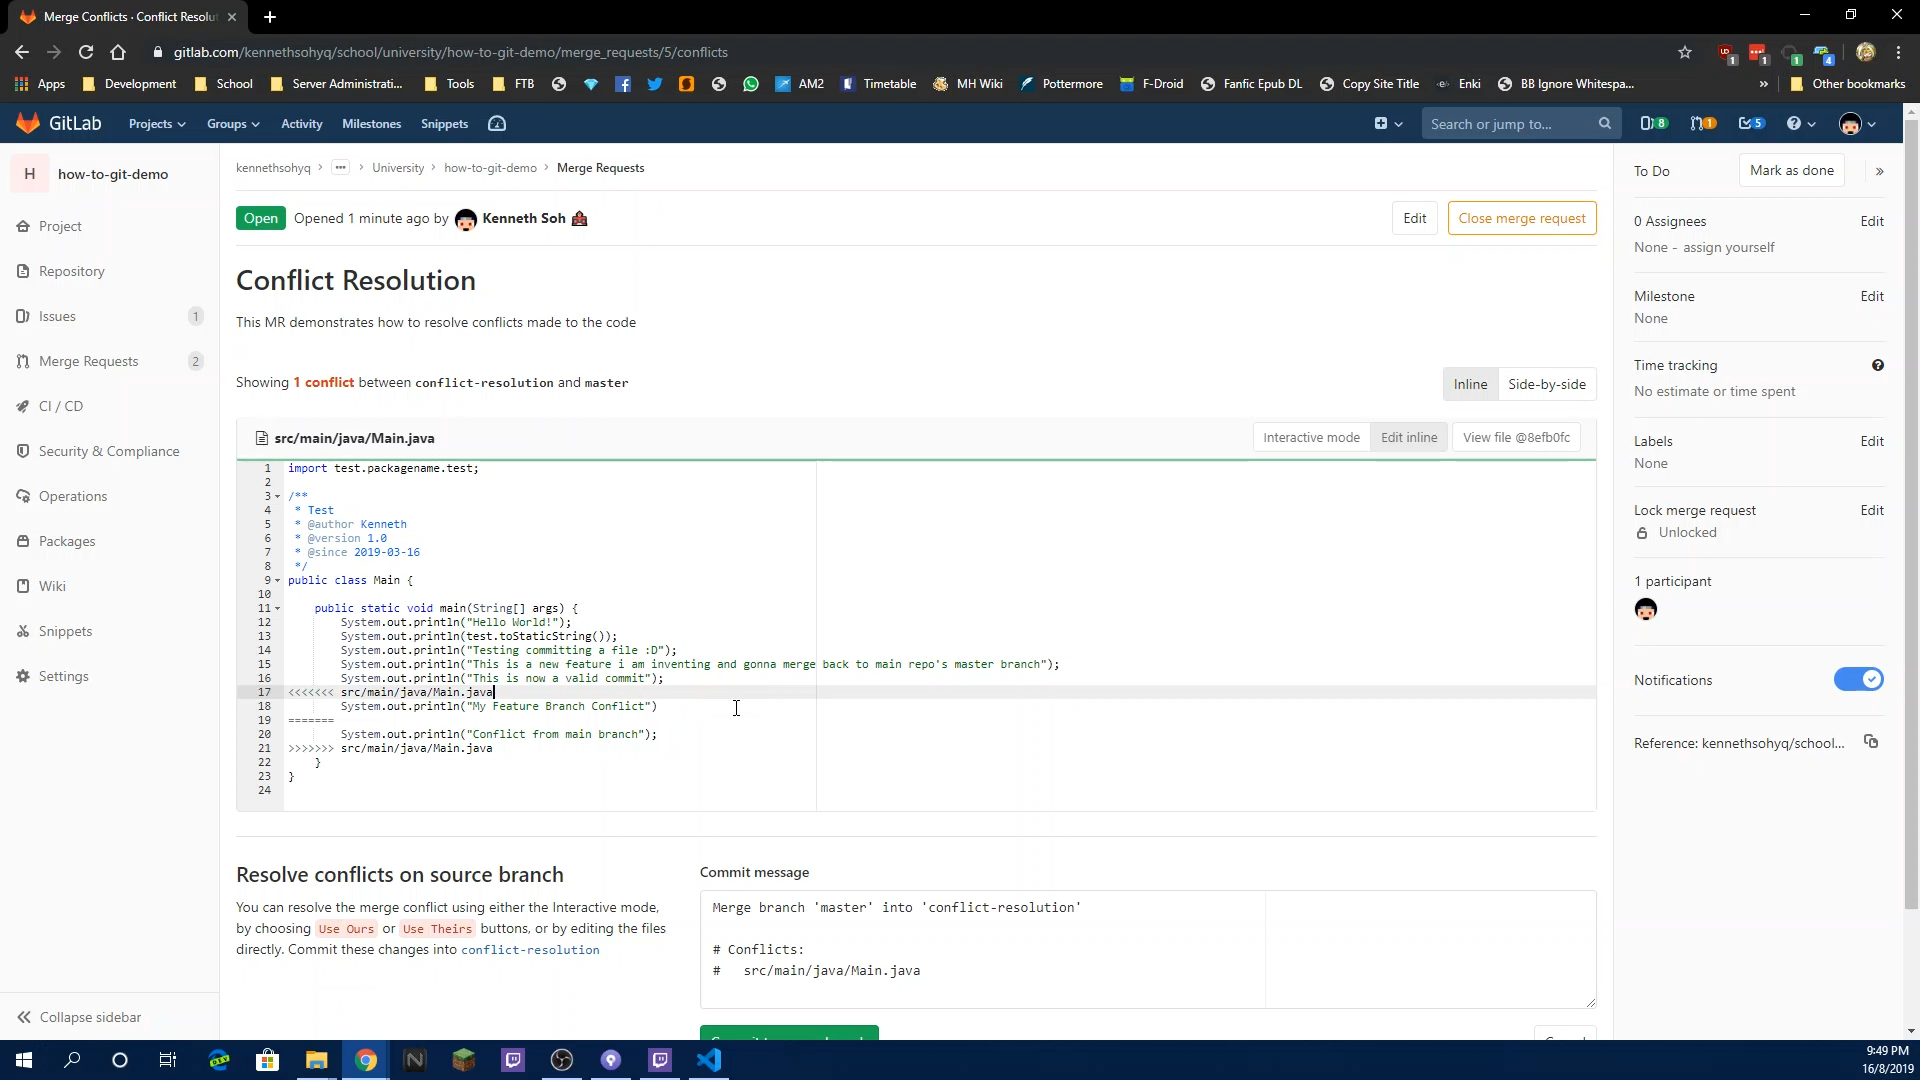 Merge Conflicts · Conflict Resolut
gitlab.com/kennethsohyq/school/university/how-to-git-demo/merge_requests/5/conflicts
Apps Development School Server Administrati... Tools FTB AM2 Timetable MH Wiki Pottermore F-Droid Fanfic Epub DL Copy Site Title Enki BB Ignore Whitespa... » Other bookmarks
GitLab Projects Groups Activity Milestones Snippets Search or jump to... 8 1 5
H how-to-git-demo
Project
Repository
Issues 1
Merge Requests 2
CI / CD
Security & Compliance
Operations
Packages
Wiki
Snippets
Settings
Collapse sidebar
kennethsohyq › ... › University › how-to-git-demo › Merge Requests
Open Opened 1 minute ago by Kenneth Soh Edit Close merge request
Conflict Resolution
This MR demonstrates how to resolve conflicts made to the code
Showing 1 conflict between conflict-resolution and master Inline Side-by-side
src/main/java/Main.java Interactive mode Edit inline View file @8efb0fc
1 import test.packagename.test;
2
3 /**
4 * Test
5 * @author Kenneth
6 * @version 1.0
7 * @since 2019-03-16
8 */
9 public class Main {
10
11 public static void main(String[] args) {
12 System.out.println("Hello World!");
13 System.out.println(test.toStaticString());
14 System.out.println("Testing committing a file :D");
15 System.out.println("This is a new feature i am inventing and gonna merge back to main repo's master branch");
16 System.out.println("This is now a valid commit");
17 <<<<<<< src/main/java/Main.java
18 System.out.println("My Feature Branch Conflict")
19 =======
20 System.out.println("Conflict from main branch");
21 >>>>>>> src/main/java/Main.java
22 }
23 }
24
Resolve conflicts on source branch
You can resolve the merge conflict using either the Interactive mode,
by choosing Use Ours or Use Theirs buttons, or by editing the files
directly. Commit these changes into conflict-resolution
Commit message
Merge branch 'master' into 'conflict-resolution'
# Conflicts:
# src/main/java/Main.java
To Do Mark as done »
0 Assignees Edit
None - assign yourself
Milestone Edit
None
Time tracking
No estimate or time spent
Labels Edit
None
Lock merge request Edit
Unlocked
1 participant
Notifications
Reference: kennethsohyq/school...
9:49 PM
16/8/2019